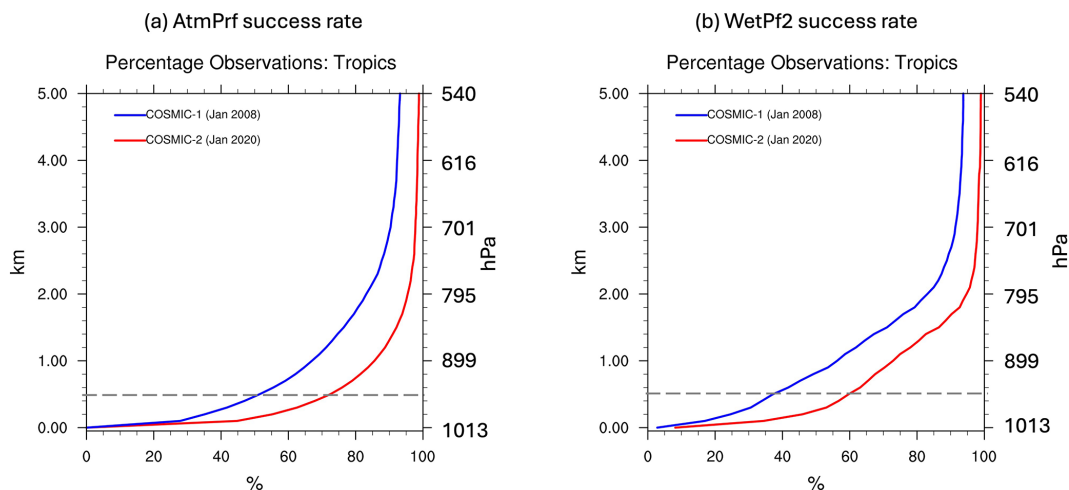 (a) AtmPrf success rate
Percentage Observations: Tropics
5.00
4.00
3.00
2.00
1.00
0.00
km
COSMIC-1 (Jan 2008)
COSMIC-2 (Jan 2020)
540
616
701
795
899
1013
hPa
0 20 40 60 80 100
%
(b) WetPf2 success rate
Percentage Observations: Tropics
5.00
4.00
3.00
2.00
1.00
0.00
km
COSMIC-1 (Jan 2008)
COSMIC-2 (Jan 2020)
540
616
701
795
899
1013
hPa
0 20 40 60 80 100
%